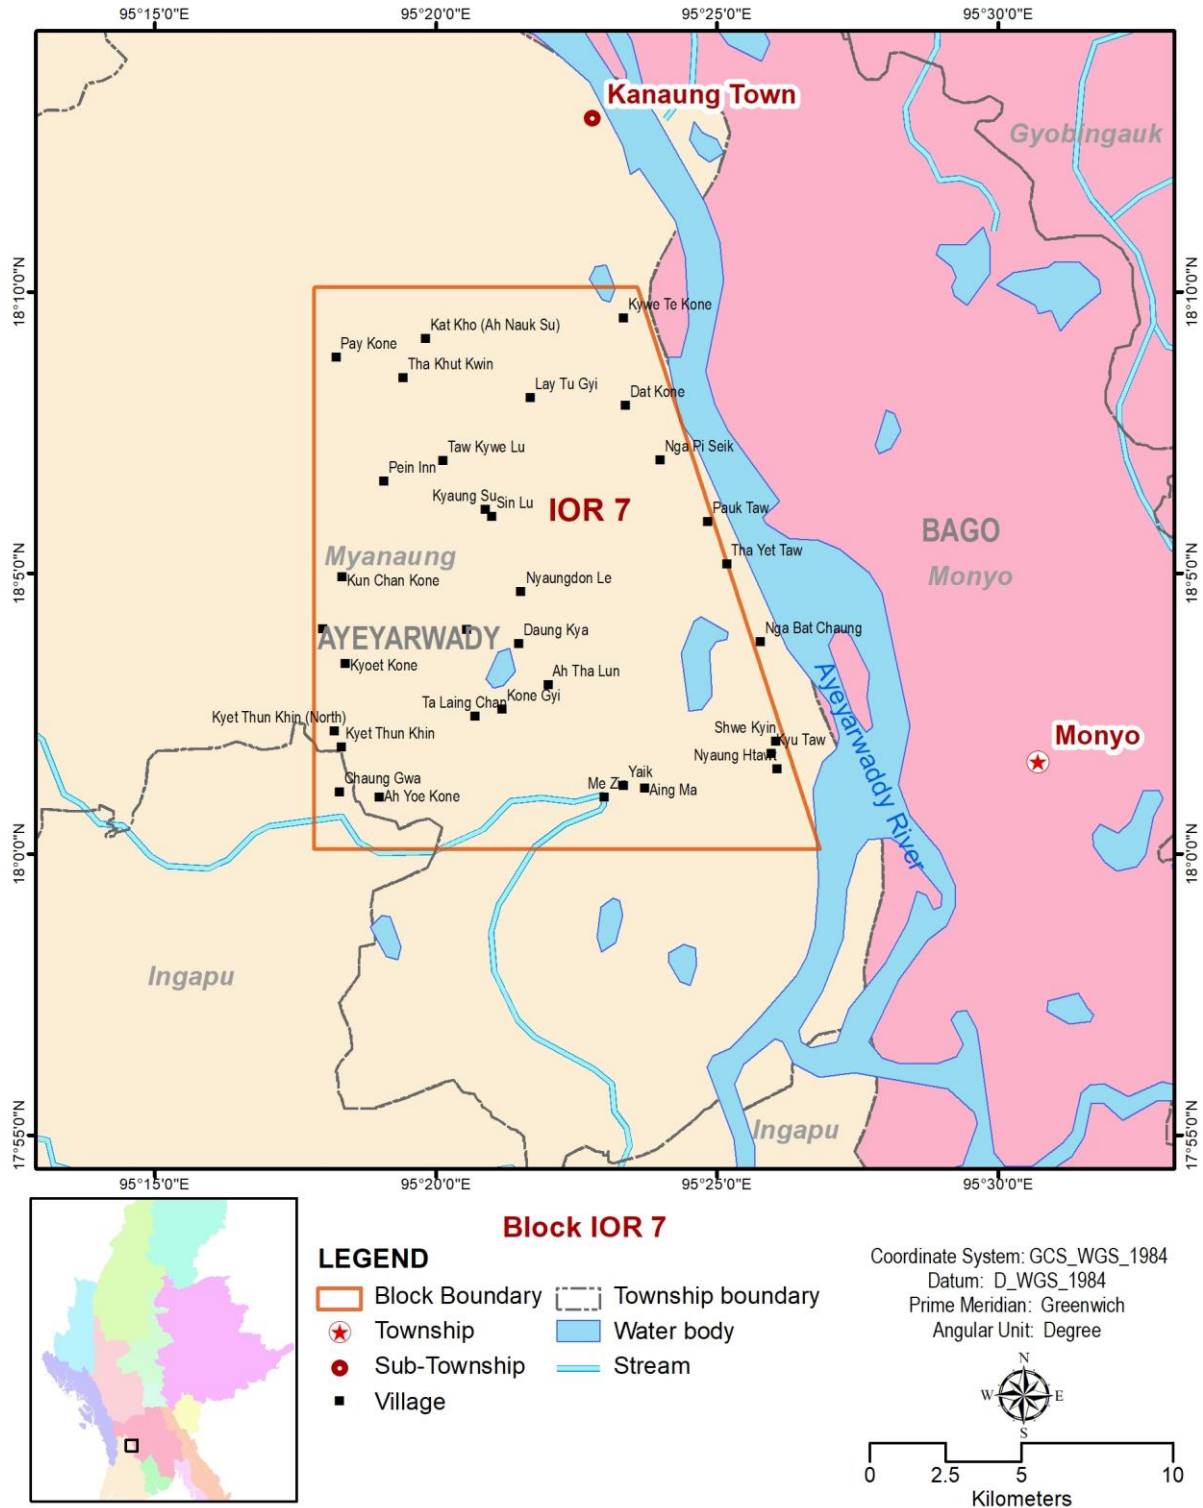 95°15'0"E
95°20'0"E
95°25'0"E
95°30'0"E
Kanaung Town
Gyobingauk
18°10'0"N
18°10'0"N
Kywe Te Kone
Kat Kho (Ah Nauk Su)
Pay Kone
Tha Khut Kwin
Lay Tu Gyi
Dat Kone
Taw Kywe Lu
Nga Pi Seik
Pein Inn
Kyaung Su
Sin Lu
IOR 7
Pauk Taw
BAGO
Tha Yet Taw
Myanaung
18°5'0"N
18°5'0"N
Kun Chan Kone
Nyaungdon Le
Monyo
AYEYARWADY
Daung Kya
Nga Bat Chaung
Kyoet Kone
Ah Tha Lun
Ta Laing Chan
Kone Gyi
Ayeyarwaddy River
Kyet Thun Khin (North)
Shwe Kyin
Kyet Thun Khin
Kyu Taw
Monyo
Nyaung Htawt
Chaung Gwa
Yaik
Me Zi
Aing Ma
Ah Yoe Kone
18°0'0"N
18°0'0"N
Ingapu
Ingapu
17°55'0"N
17°55'0"N
95°15'0"E
95°20'0"E
95°25'0"E
95°30'0"E
Block IOR 7
LEGEND
Block Boundary
Township boundary
Township
Water body
Sub-Township
Stream
Village
Coordinate System: GCS_WGS_1984
Datum: D_WGS_1984
Prime Meridian: Greenwich
Angular Unit: Degree
N
W
E
S
0
2.5
5
10
Kilometers